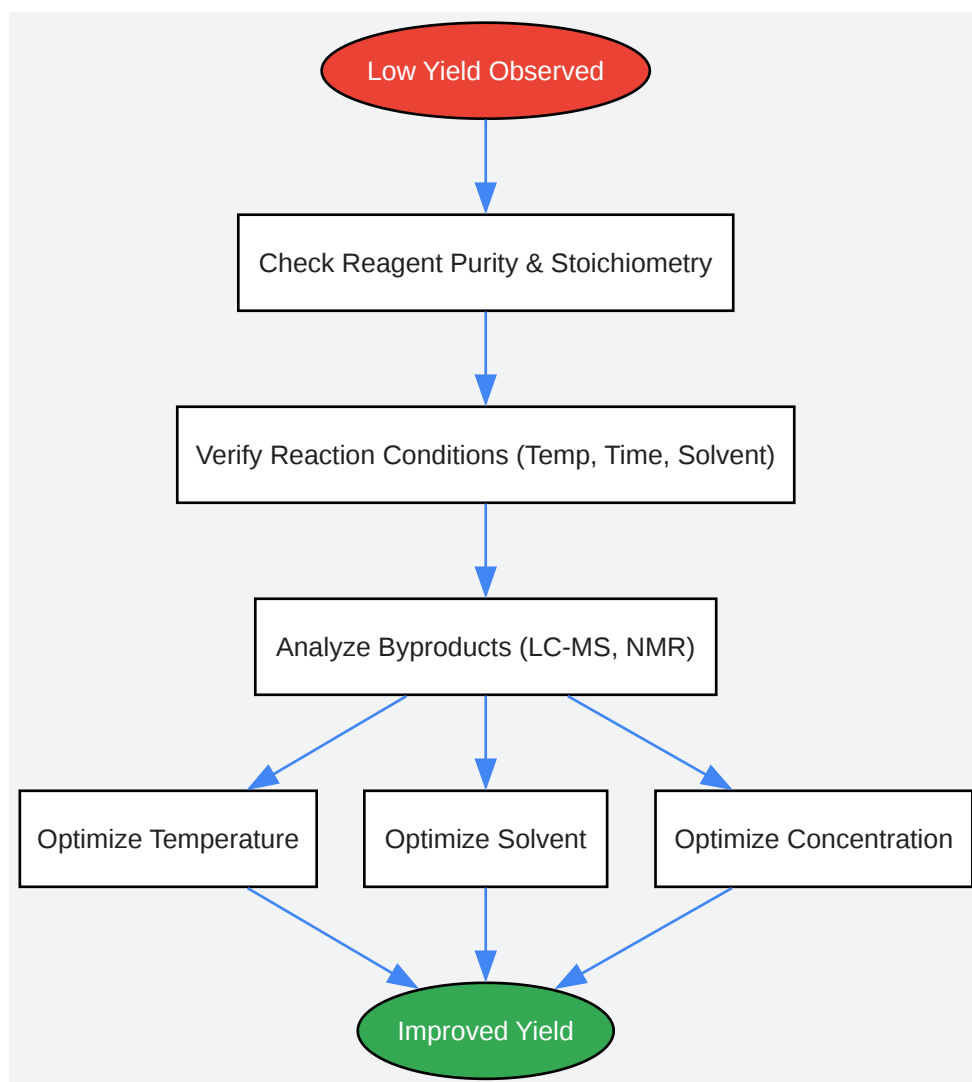 Low Yield Observed
Check Reagent Purity & Stoichiometry
Verify Reaction Conditions (Temp, Time, Solvent)
Analyze Byproducts (LC-MS, NMR)
Optimize Temperature
Optimize Solvent
Optimize Concentration
Improved Yield